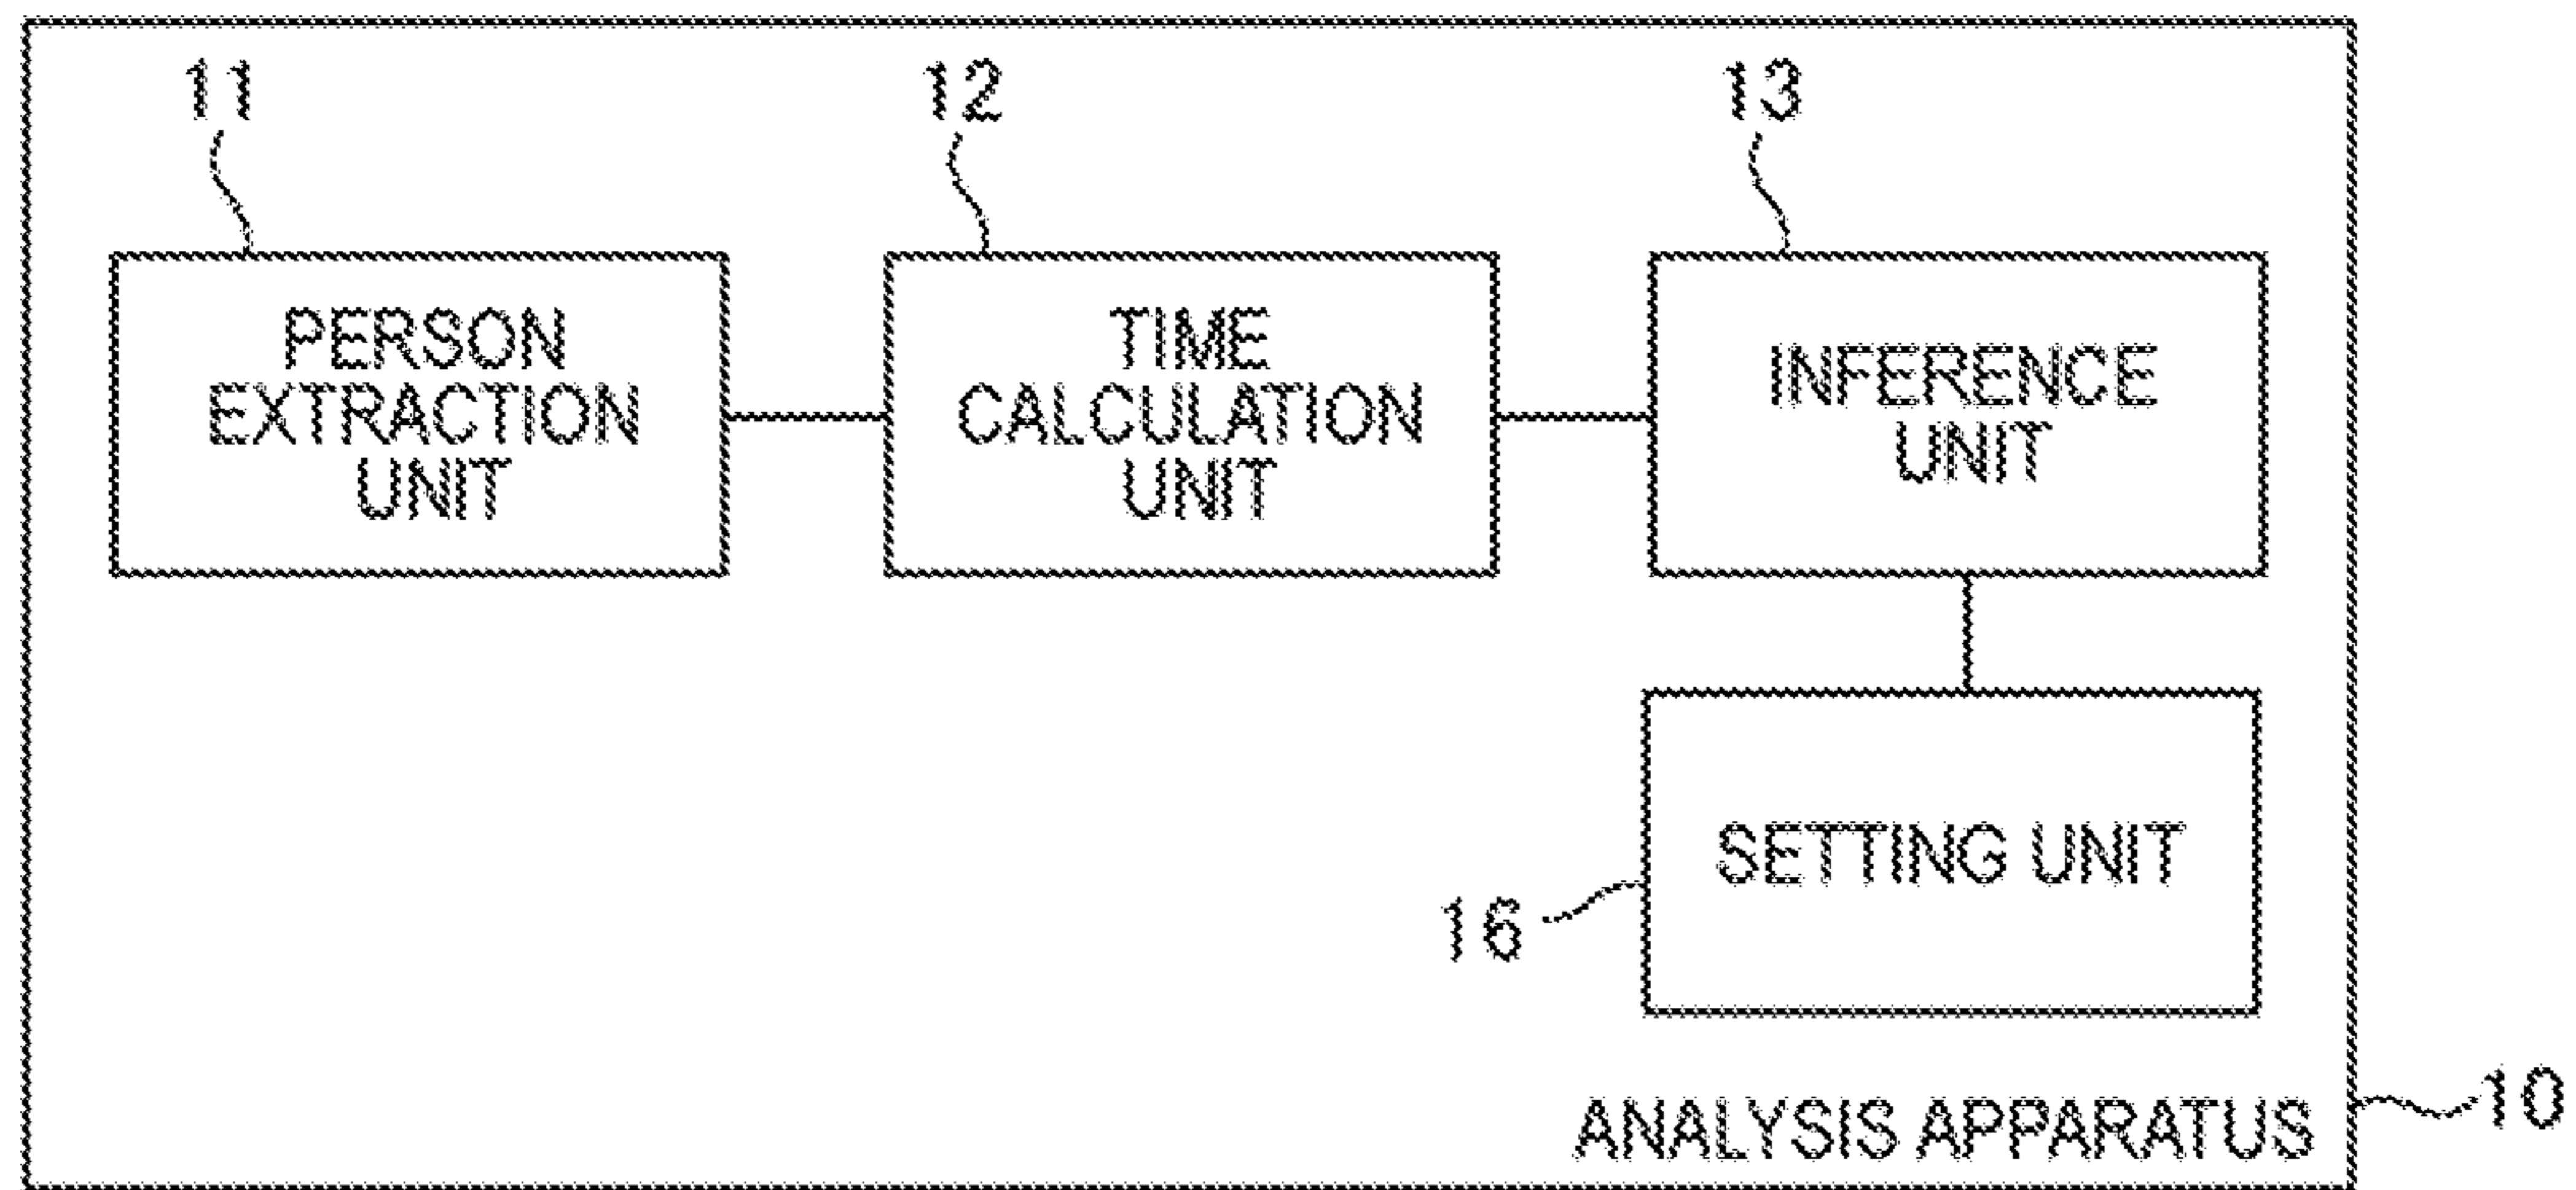 11
12
13
PERSON
EXTRACTION
UNIT
TIME
CALCULATION
UNIT
INFERENCE
UNIT
SETTING UNIT
16
ANALYSIS APPARATUS
10